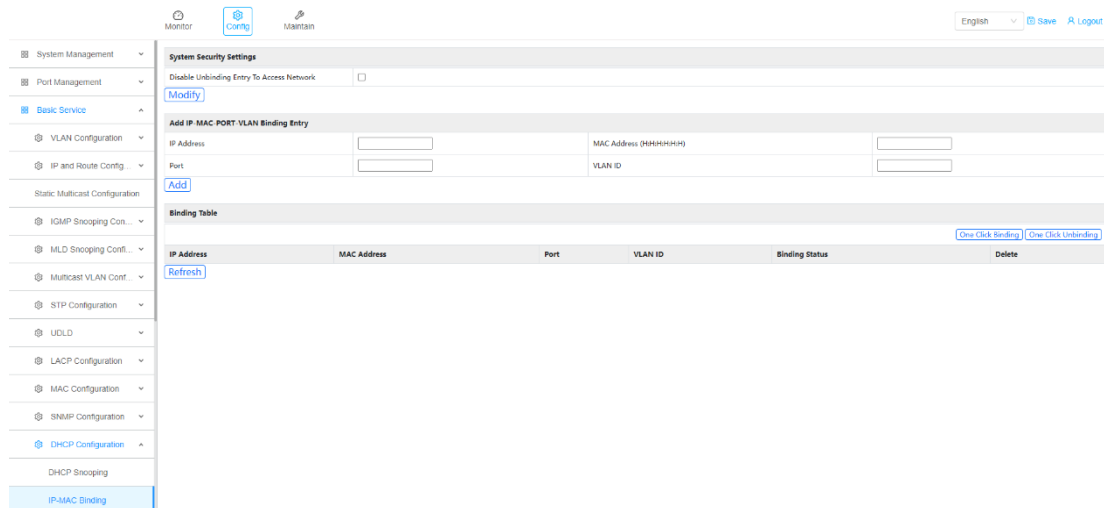 Monitor Config Maintain English Save Logout
System Management
Port Management
Basic Service
VLAN Configuration
IP and Route Config...
Static Multicast Configuration
IGMP Snooping Con...
MLD Snooping Confi...
Multicast VLAN Conf...
STP Configuration
UDLD
LACP Configuration
MAC Configuration
SNMP Configuration
DHCP Configuration
DHCP Snooping
IP-MAC Binding
System Security Settings
Disable Unbinding Entry To Access Network
Modify
Add IP-MAC-PORT-VLAN Binding Entry
IP Address MAC Address (H:H:H:H:H:H)
Port VLAN ID
Add
Binding Table
One Click Binding One Click Unbinding
IP Address MAC Address Port VLAN ID Binding Status Delete
Refresh